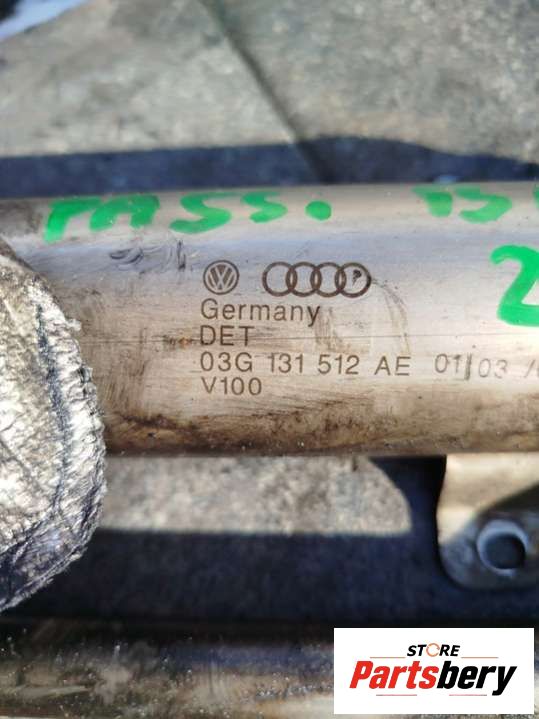 PASS.
Germany
DET
03G 131 512 AE 01/03
V100
STORE
Partsbery